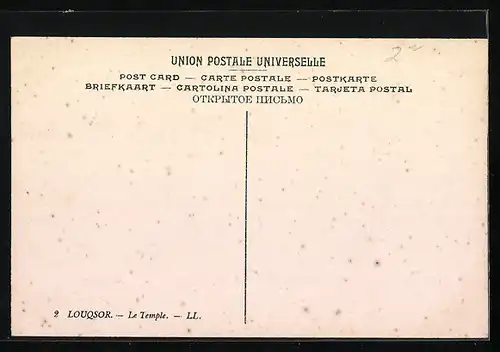 2
UNION POSTALE UNIVERSELLE
POST CARD — CARTE POSTALE — POSTKARTE
BRIEFKAART — CARTOLINA POSTALE — TARJETA POSTAL
ОТКРЫТОЕ ПИСЬМО
2 LOUQSOR. — Le Temple. — LL.